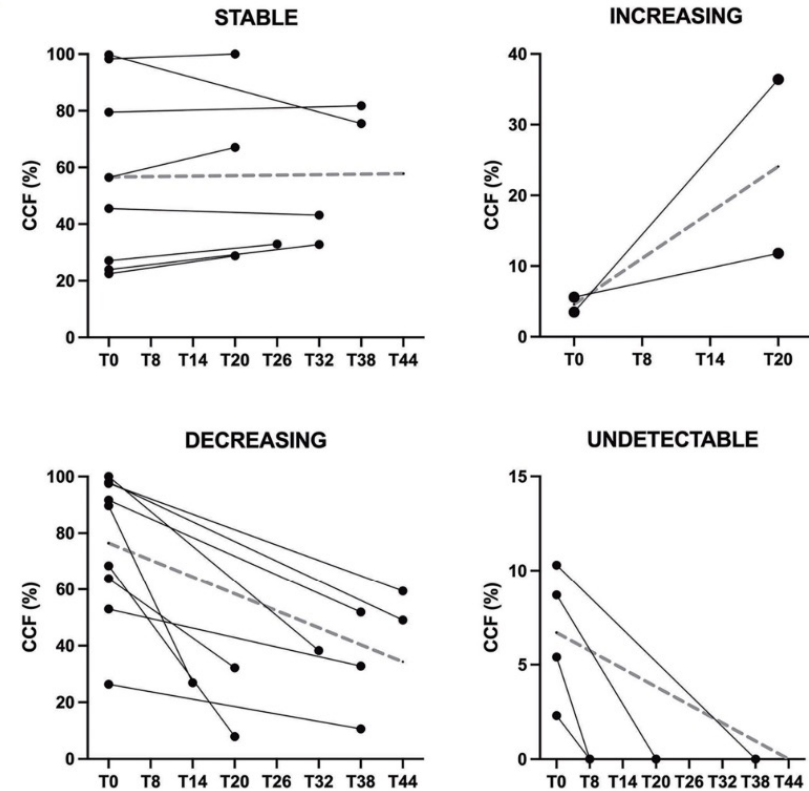 STABLE
CCF (%)
100
80
60
40
20
0
T0 T8 T14 T20 T26 T32 T38 T44
INCREASING
CCF (%)
40
30
20
10
0
T0 T8 T14 T20
DECREASING
CCF (%)
100
80
60
40
20
0
T0 T8 T14 T20 T26 T32 T38 T44
UNDETECTABLE
CCF (%)
15
10
5
0
T0 T8 T14 T20 T26 T32 T38 T44